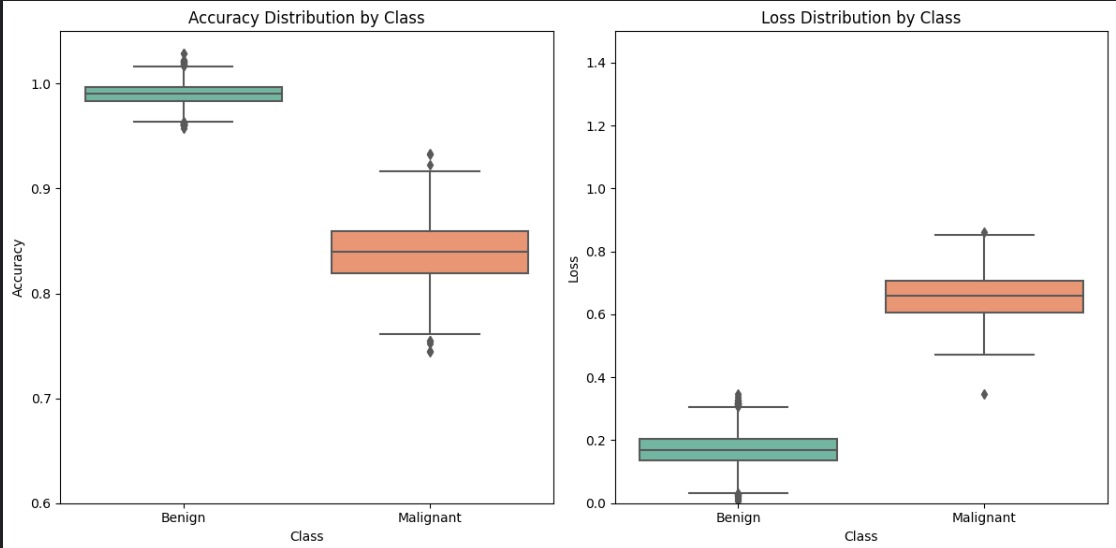 Accuracy Distribution by Class
Accuracy
1.0
0.9
0.8
0.7
0.6
Benign
Malignant
Class
Loss Distribution by Class
Loss
1.4
1.2
1.0
0.8
0.6
0.4
0.2
0.0
Benign
Malignant
Class